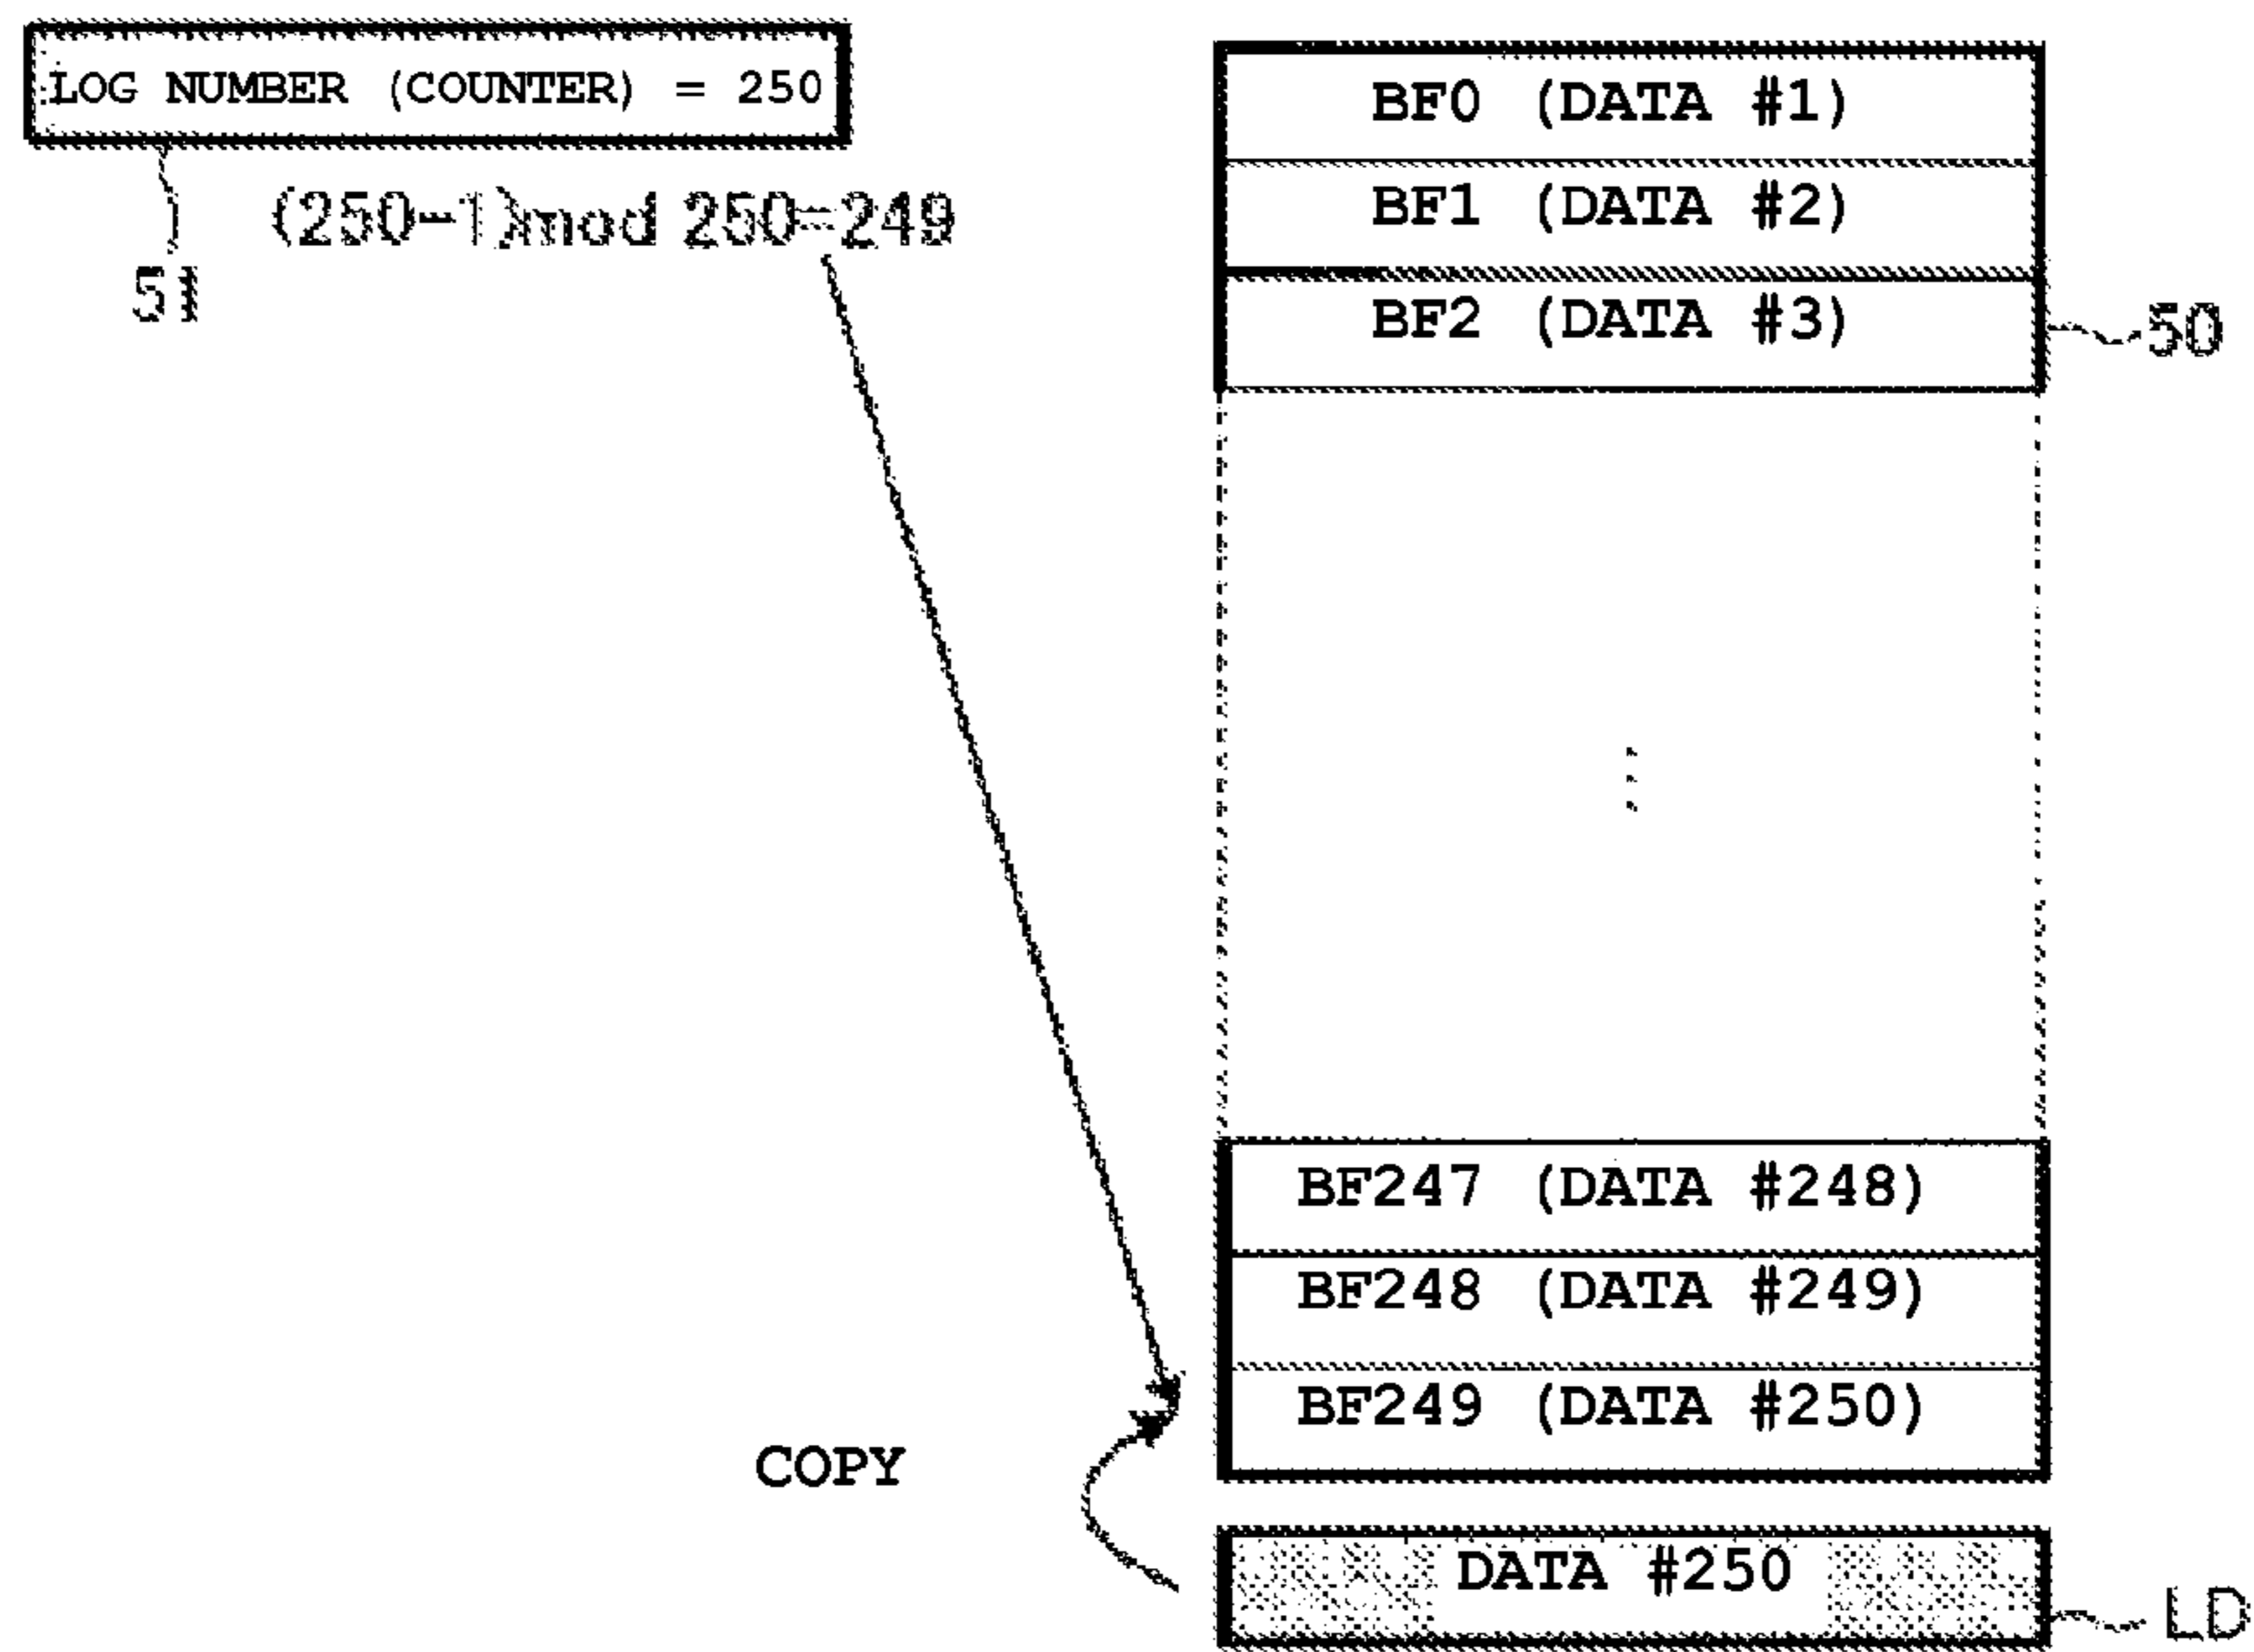 LOG NUMBER (COUNTER) = 250
(250-1)mod 250=249
51
BF0 (DATA #1)
BF1 (DATA #2)
BF2 (DATA #3)
50
BF247 (DATA #248)
BF248 (DATA #249)
BF249 (DATA #250)
COPY
DATA #250
LD